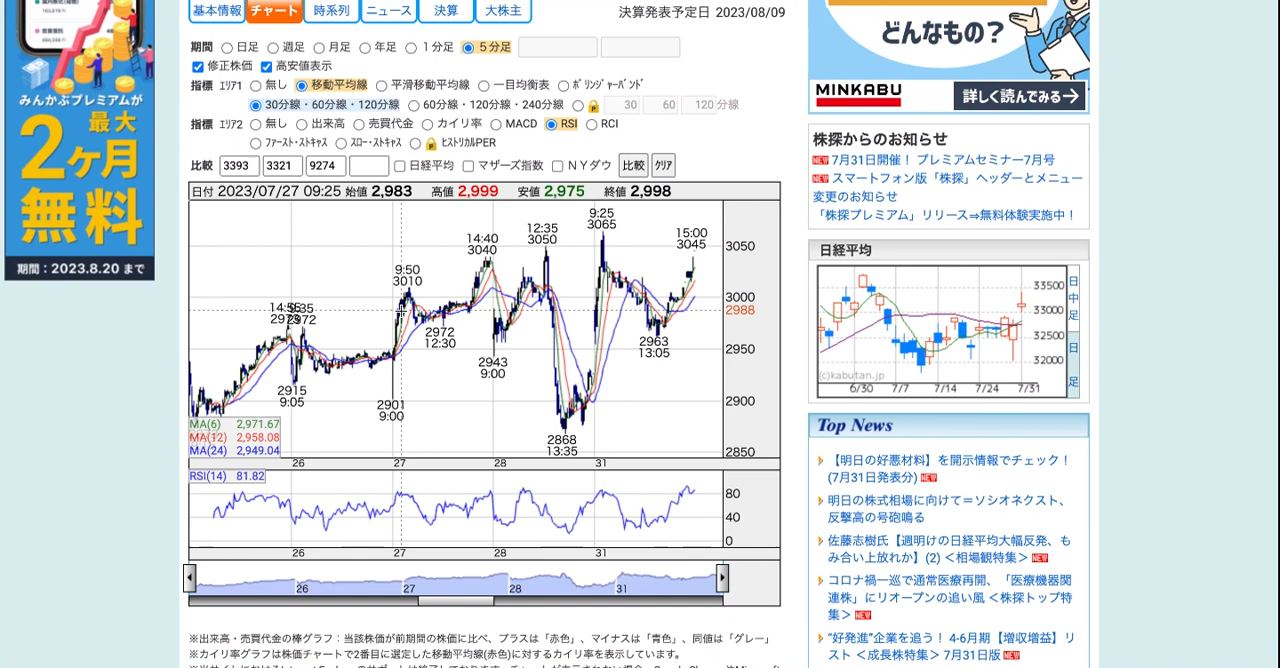 基本情報 チャート 時系列 ニュース 決算 大株主 決算発表予定日 2023/08/09
期間 日足 週足 月足 年足 1分足 5分足
修正株価 高安値表示
指標 エリア1 無し 移動平均線 平滑移動平均線 一目均衡表 ボリンジャーバンド
30分線・60分線・120分線 60分線・120分線・240分線 30 60 120 分線
指標 エリア2 無し 出来高 売買代金 カイリ率 MACD RSI RCI
ファースト・ストキャス スロー・ストキャス ヒストリカルPER
比較 3393 3321 9274 日経平均 マザーズ指数 NYダウ 比較 クリア
日付 2023/07/27 09:25 始値 2,983 高値 2,999 安値 2,975 終値 2,998
9:25
3065
12:35
3050
15:00
3045
14:40
3040
9:50
3010
2972
2972
12:30
2943
9:00
2963
13:05
2915
9:05
2901
9:00
2868
13:35
3050
3000
2988
2950
2900
2850
MA(6) 2,971.67
MA(12) 2,958.08
MA(24) 2,949.04
26 27 28 31
RSI(14) 81.82
80
40
0
26 27 28 31
26 27 28 31
※出来高・売買代金の棒グラフ：当該株価が前期間の株価に比べ、プラスは「赤色」、マイナスは「青色」、同値は「グレー」
※カイリ率グラフは株価チャートで2番目に選定した移動平均線(赤色)に対するカイリ率を表示しています。
みんかぶプレミアムが
最大
2ヶ月
無料
期間：2023.8.20 まで
どんなもの？
MINKABU 詳しく読んでみる→
株探からのお知らせ
NEW 7月31日開催！ プレミアムセミナー7月号
NEW スマートフォン版「株探」ヘッダーとメニュー
変更のお知らせ
「株探プレミアム」リリース⇒無料体験実施中！
日経平均
33500
33000
32500
32000
(c)kabutan.jp
6/30 7/7 7/14 7/24 7/31
日
中
足
日
足
Top News
【明日の好悪材料】を開示情報でチェック！
(7月31日発表分) NEW
明日の株式相場に向けて＝ソシオネクスト、
反撃高の号砲鳴る
佐藤志樹氏【週明けの日経平均大幅反発、も
み合い上放れか】(2) ＜相場観特集＞ NEW
コロナ禍一巡で通常医療再開、「医療機器関
連株」にリオープンの追い風 ＜株探トップ特
集＞ NEW
“好発進”企業を追う！ 4-6月期【増収増益】リ
スト ＜成長株特集＞ 7月31日版 NEW